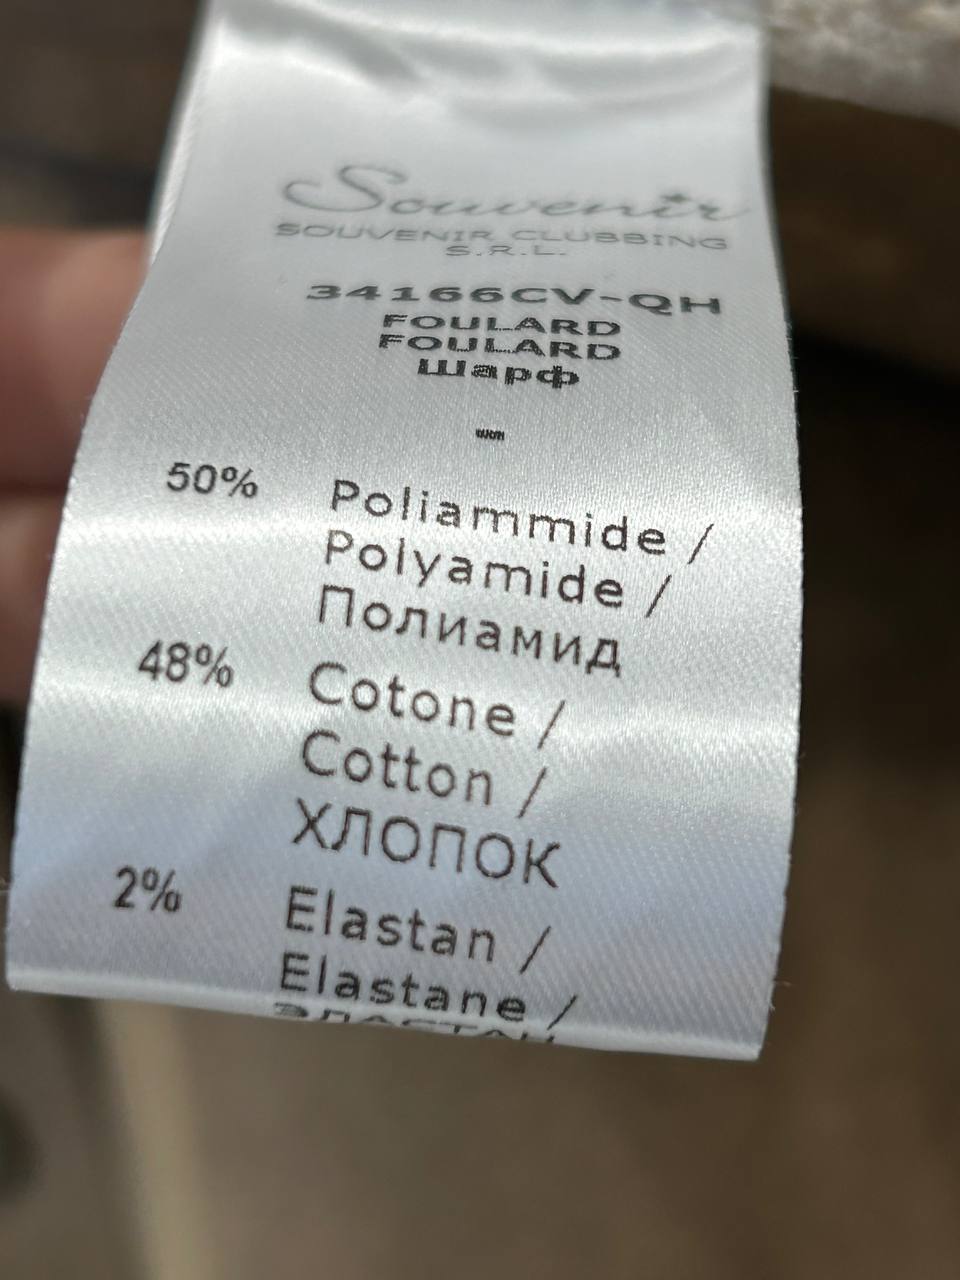 Souvenir
SOUVENIR CLUBBING
S.R.L.
34166CV-QH
FOULARD
FOULARD
Шарф
50% Poliammide /
Polyamide /
Полиамид
48% Cotone /
Cotton /
ХЛОПОК
2% Elastan /
Elastane /
ЭЛАСТАН